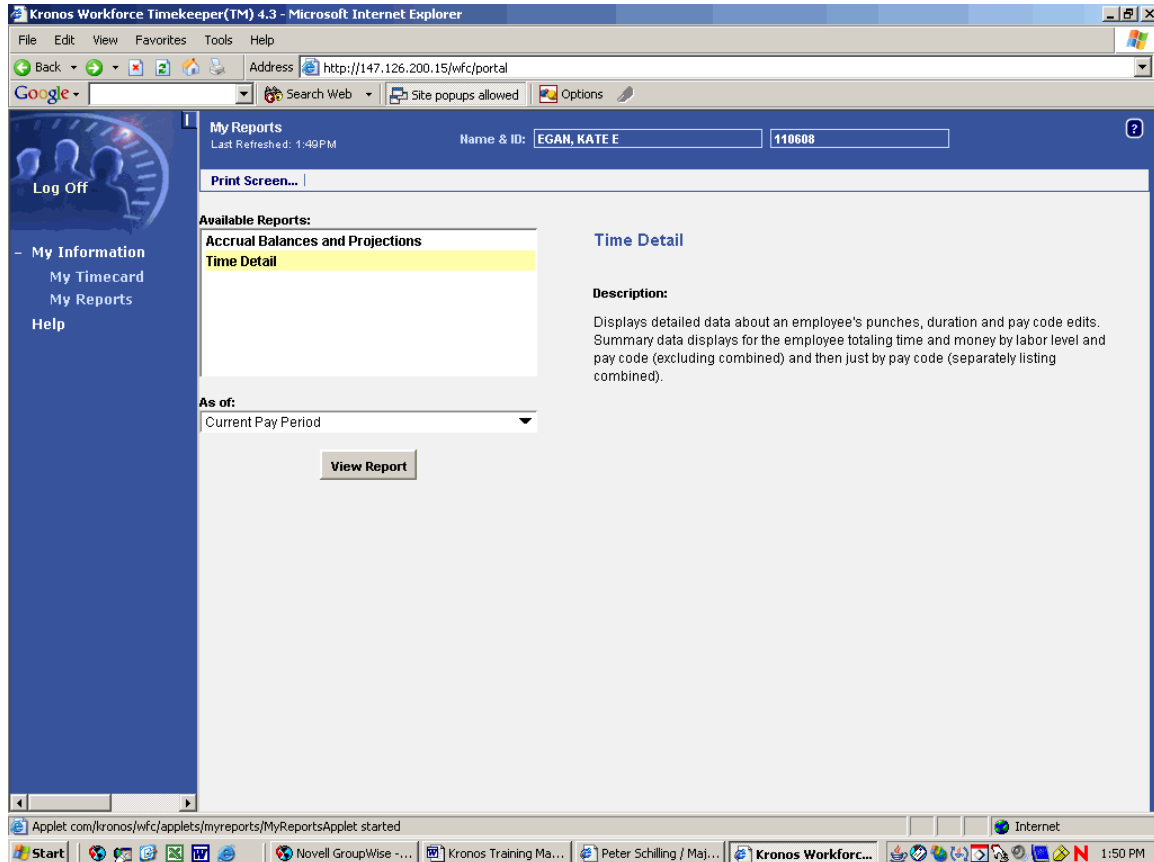 Kronos Workforce Timekeeper(TM) 4.3 - Microsoft Internet Explorer
File Edit View Favorites Tools Help
Back Address http://147.126.200.15/wfc/portal
Google Search Web Site popups allowed Options
My Reports
Last Refreshed: 1:49PM
Name & ID: EGAN, KATE E 110608
Log Off
Print Screen...
– My Information
My Timecard
My Reports
Help
Available Reports:
Accrual Balances and Projections
Time Detail
As of:
Current Pay Period
View Report
Time Detail
Description:
Displays detailed data about an employee's punches, duration and pay code edits.
Summary data displays for the employee totaling time and money by labor level and
pay code (excluding combined) and then just by pay code (separately listing
combined).
Applet com/kronos/wfc/applets/myreports/MyReportsApplet started Internet
Start Novell GroupWise -... Kronos Training Ma... Peter Schilling / Maj... Kronos Workforc... 1:50 PM